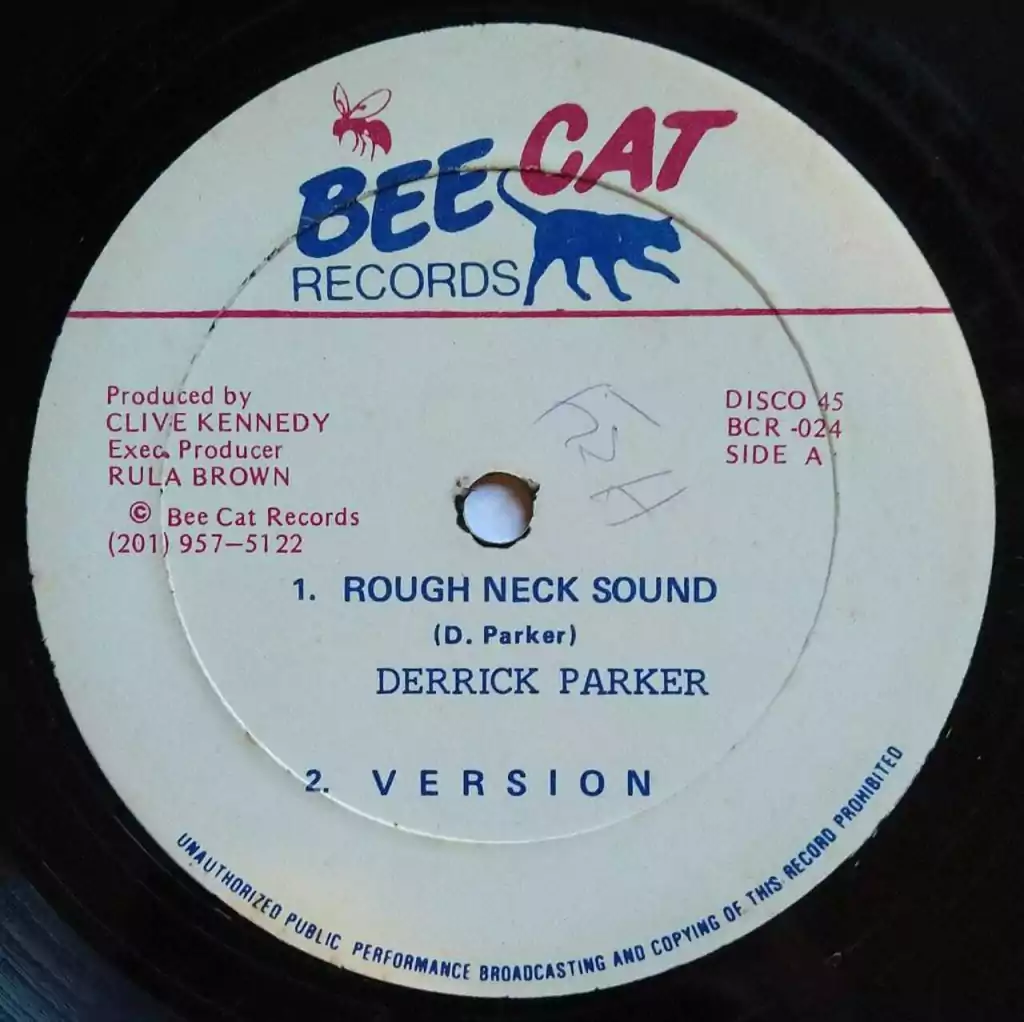 BEE CAT
RECORDS
Produced by
CLIVE KENNEDY
Exec. Producer
RULA BROWN
© Bee Cat Records
(201) 957-5122
DISCO 45
BCR -024
SIDE A
1. ROUGH NECK SOUND
(D. Parker)
DERRICK PARKER
2. VERSION
UNAUTHORIZED PUBLIC PERFORMANCE BROADCASTING AND COPYING OF THIS RECORD PROHIBITED